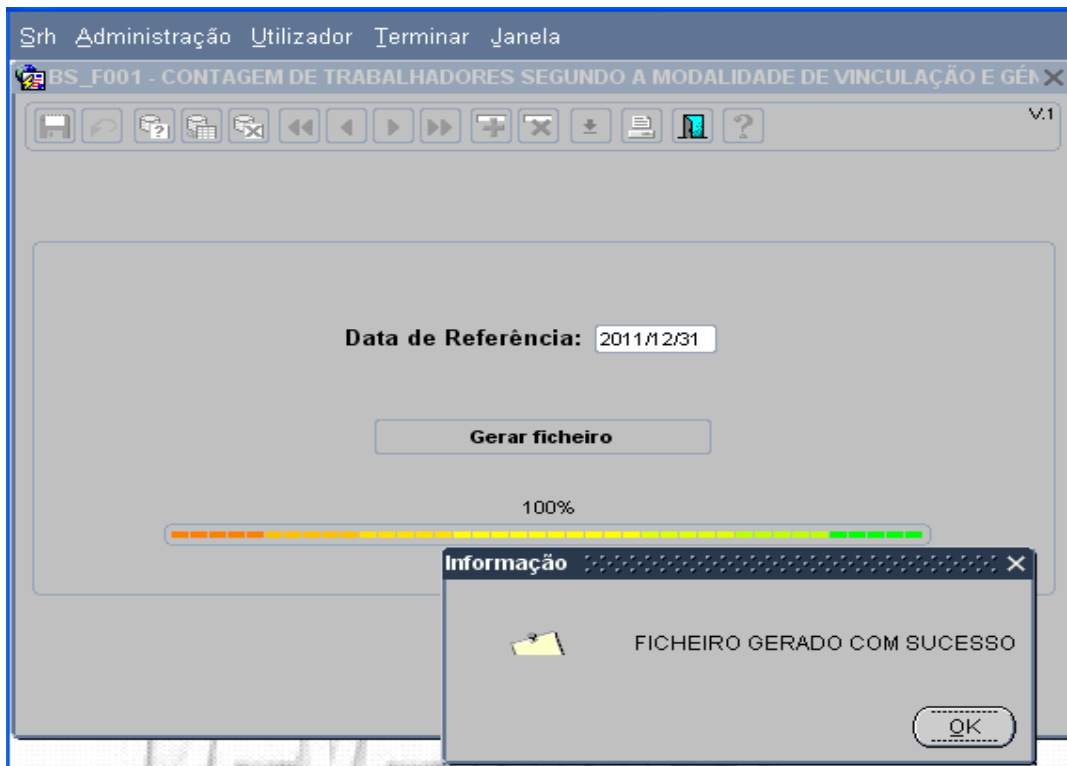 Srh Administração Utilizador Terminar Janela
BS_F001 - CONTAGEM DE TRABALHADORES SEGUNDO A MODALIDADE DE VINCULAÇÃO E GÉN
V.1
Data de Referência: 2011/12/31
Gerar ficheiro
100%
Informação
FICHEIRO GERADO COM SUCESSO
OK